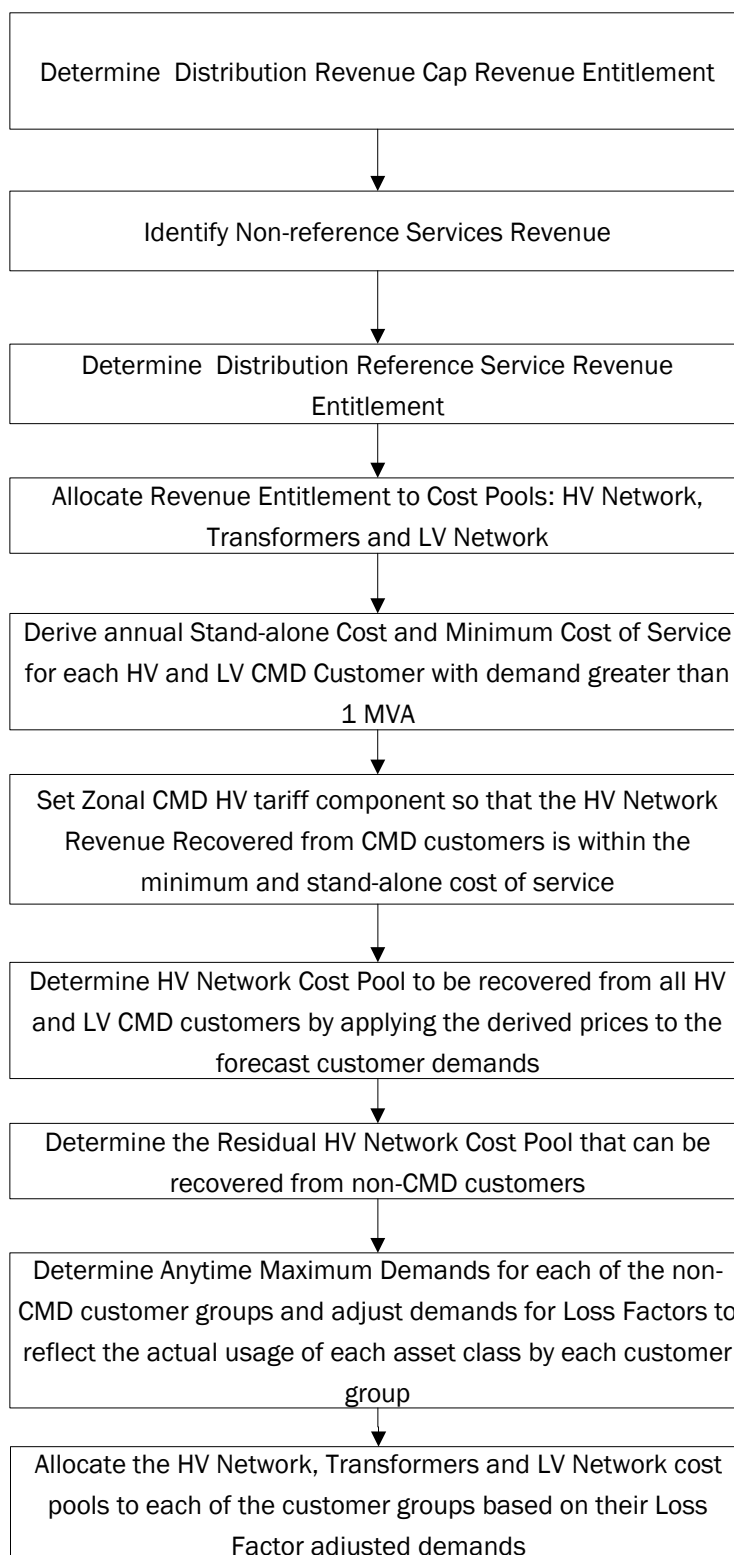 Determine Distribution Revenue Cap Revenue Entitlement
Identify Non-reference Services Revenue
Determine Distribution Reference Service Revenue
Entitlement
Allocate Revenue Entitlement to Cost Pools: HV Network,
Transformers and LV Network
Derive annual Stand-alone Cost and Minimum Cost of Service
for each HV and LV CMD Customer with demand greater than
1 MVA
Set Zonal CMD HV tariff component so that the HV Network
Revenue Recovered from CMD customers is within the
minimum and stand-alone cost of service
Determine HV Network Cost Pool to be recovered from all HV
and LV CMD customers by applying the derived prices to the
forecast customer demands
Determine the Residual HV Network Cost Pool that can be
recovered from non-CMD customers
Determine Anytime Maximum Demands for each of the non-
CMD customer groups and adjust demands for Loss Factors to
reflect the actual usage of each asset class by each customer
group
Allocate the HV Network, Transformers and LV Network cost
pools to each of the customer groups based on their Loss
Factor adjusted demands